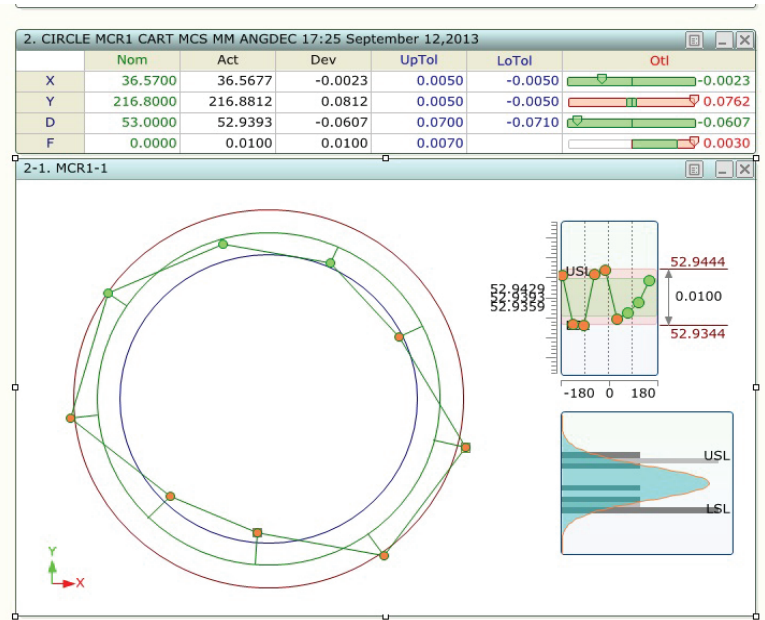 2. CIRCLE MCR1 CART MCS MM ANGDEC 17:25 September 12,2013
Nom Act Dev UpTol LoTol Otl
X 36.5700 36.5677 -0.0023 0.0050 -0.0050 -0.0023
Y 216.8000 216.8812 0.0812 0.0050 -0.0050 0.0762
D 53.0000 52.9393 -0.0607 0.0700 -0.0710 -0.0607
F 0.0000 0.0100 0.0100 0.0070 0.0030
2-1. MCR1-1
USL
52.9444
52.9429
52.9393
52.9359
0.0100
52.9344
-180 0 180
USL
LSL
Y
X